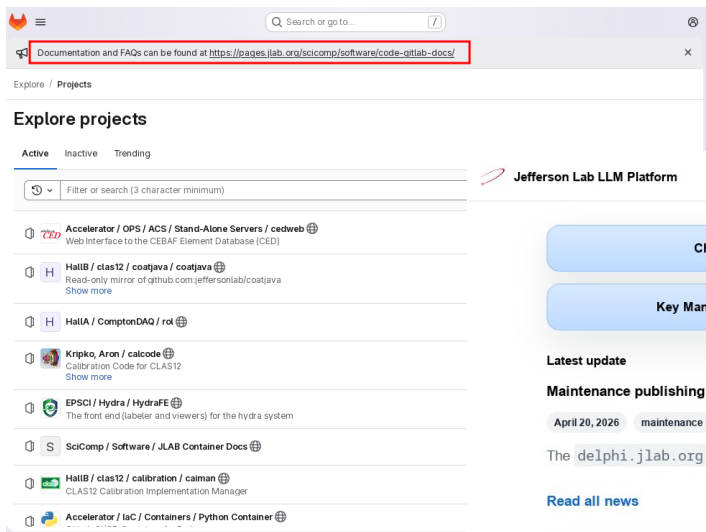 Search or go to...
/
Documentation and FAQs can be found at https://pages.jlab.org/scicomp/software/code-gitlab-docs/
Explore / Projects
Explore projects
Active Inactive Trending
Filter or search (3 character minimum)
CED
Accelerator / OPS / ACS / Stand-Alone Servers / cedweb
Web Interface to the CEBAF Element Database (CED)
H
HallB / clas12 / coatjava / coatjava
Read-only mirror of github.com:jeffersonlab/coatjava
Show more
H
HallA / ComptonDAQ / rol
Kripko, Aron / calcode
Calibration Code for CLAS12
Show more
EPSCI / Hydra / HydraFE
The front end (labeler and viewers) for the hydra system
S
SciComp / Software / JLAB Container Docs
HallB / clas12 / calibration / caiman
CLAS12 Calibration Implementation Manager
Accelerator / IaC / Containers / Python Container
Jefferson Lab LLM Platform
Key Man
Latest update
Maintenance publishing
April 20, 2026 maintenance
The delphi.jlab.org
Read all news